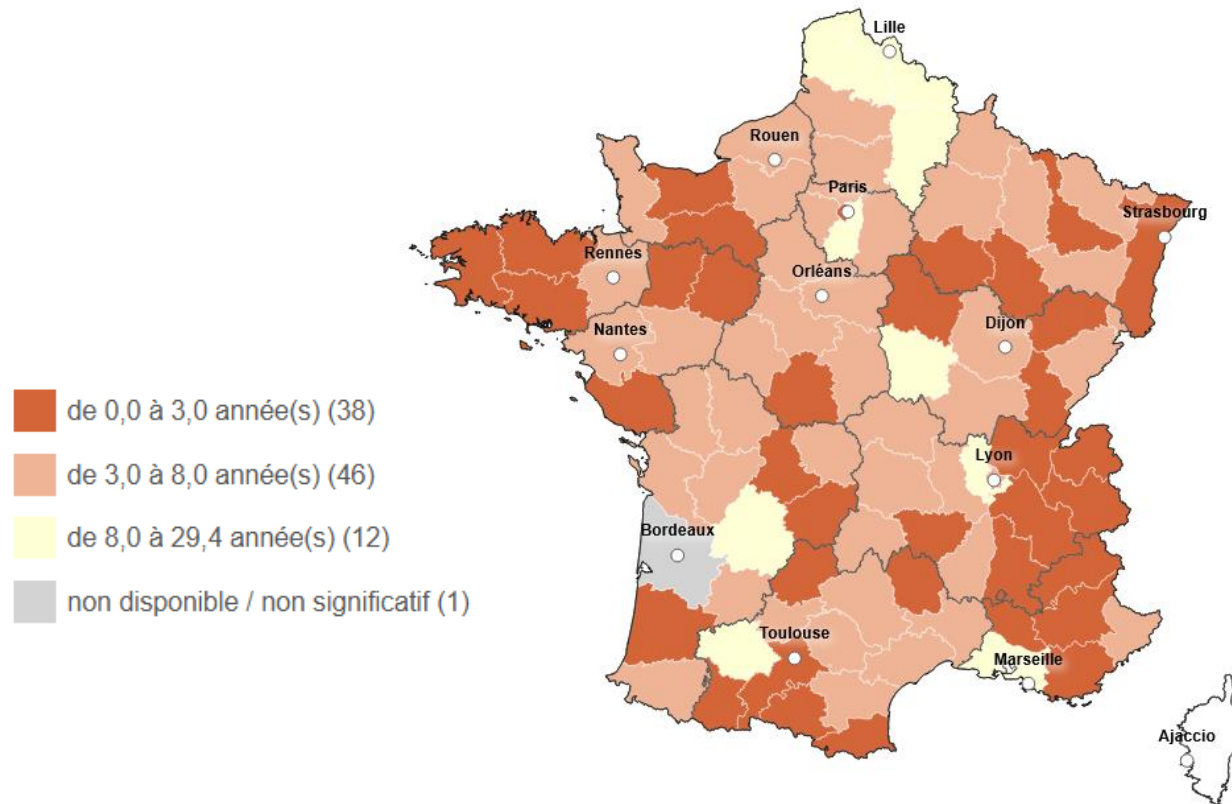 Lille
Rouen
Paris
Strasbourg
Rennes
Orléans
Nantes
Dijon
de 0,0 à 3,0 année(s) (38)
de 3,0 à 8,0 année(s) (46)
Lyon
de 8,0 à 29,4 année(s) (12)
Bordeaux
non disponible / non significatif (1)
Toulouse
Marseille
Ajaccio